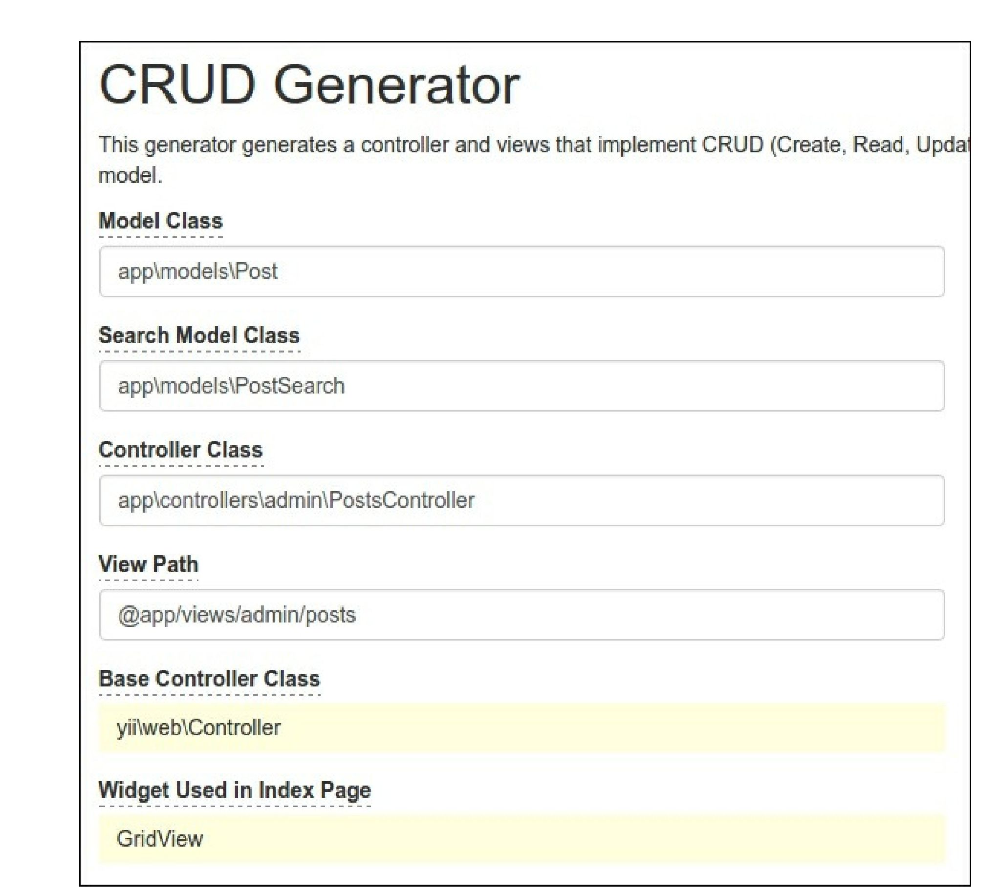 CRUD Generator
This generator generates a controller and views that implement CRUD (Create, Read,
model.
Model Class
app\models\Post
Search Model Class
app\models\PostSearch
Controller Class
app\controllers\admin\PostsController
View Path
@app/views/admin/posts
Base Controller Class
yii\web\Controller
Widget Used in Index Page
GridView